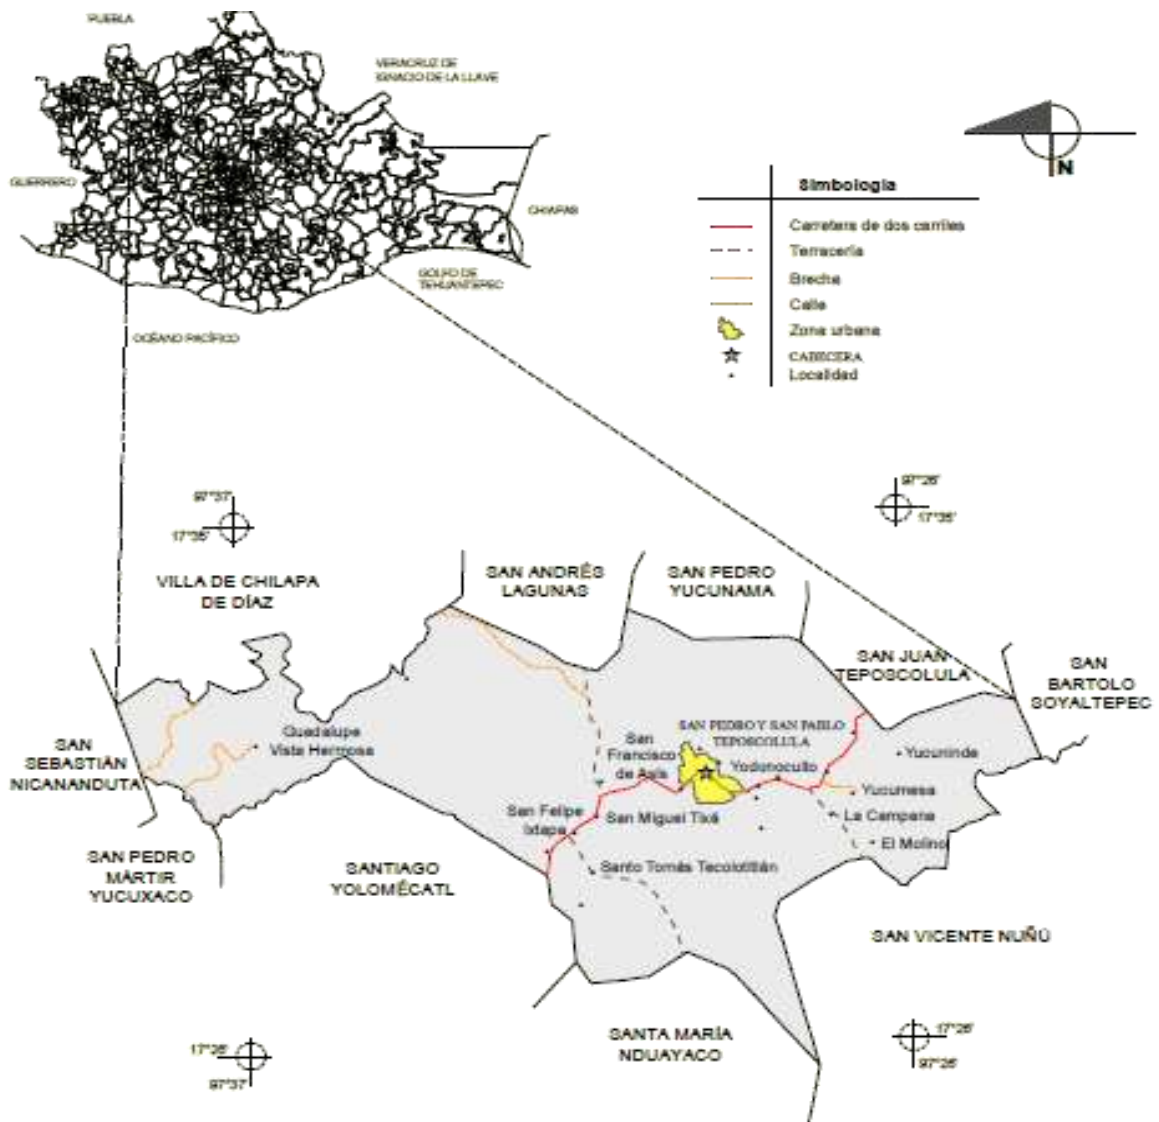 PUEBLA
VERACRUZ DE
IGNACIO DE LA LLAVE
GUERRERO
CHIAPAS
GOLFO DE
TEHUANTEPEC
OCÉANO PACÍFICO
N
Simbología
Carretera de dos carriles
Terracería
Brecha
Calle
Zona urbana
CABECERA
Localidad
97°37'
17°35'
97°26'
17°35'
VILLA DE CHILAPA
DE DÍAZ
SAN ANDRÉS
LAGUNAS
SAN PEDRO
YUCUNAMA
SAN JUAN
TEPOSCOLULA
SAN
BARTOLO
SOYALTEPEC
SAN
SEBASTIÁN
NICANANDUTA
Guadalupe
Vista Hermosa
SAN PEDRO Y SAN PABLO
TEPOSCOLULA
San
Francisco
de Asís
Yodonocuito
Yucuninde
Yucumesa
La Campana
El Molino
San Felipe
Ixtapa
San Miguel Tixá
Santo Tomás Tecolotitlán
SAN PEDRO
MÁRTIR
YUCUXACO
SANTIAGO
YOLOMÉCATL
SAN VICENTE NUÑÚ
SANTA MARÍA
NDUAYACO
17°26'
97°37'
17°26'
97°26'